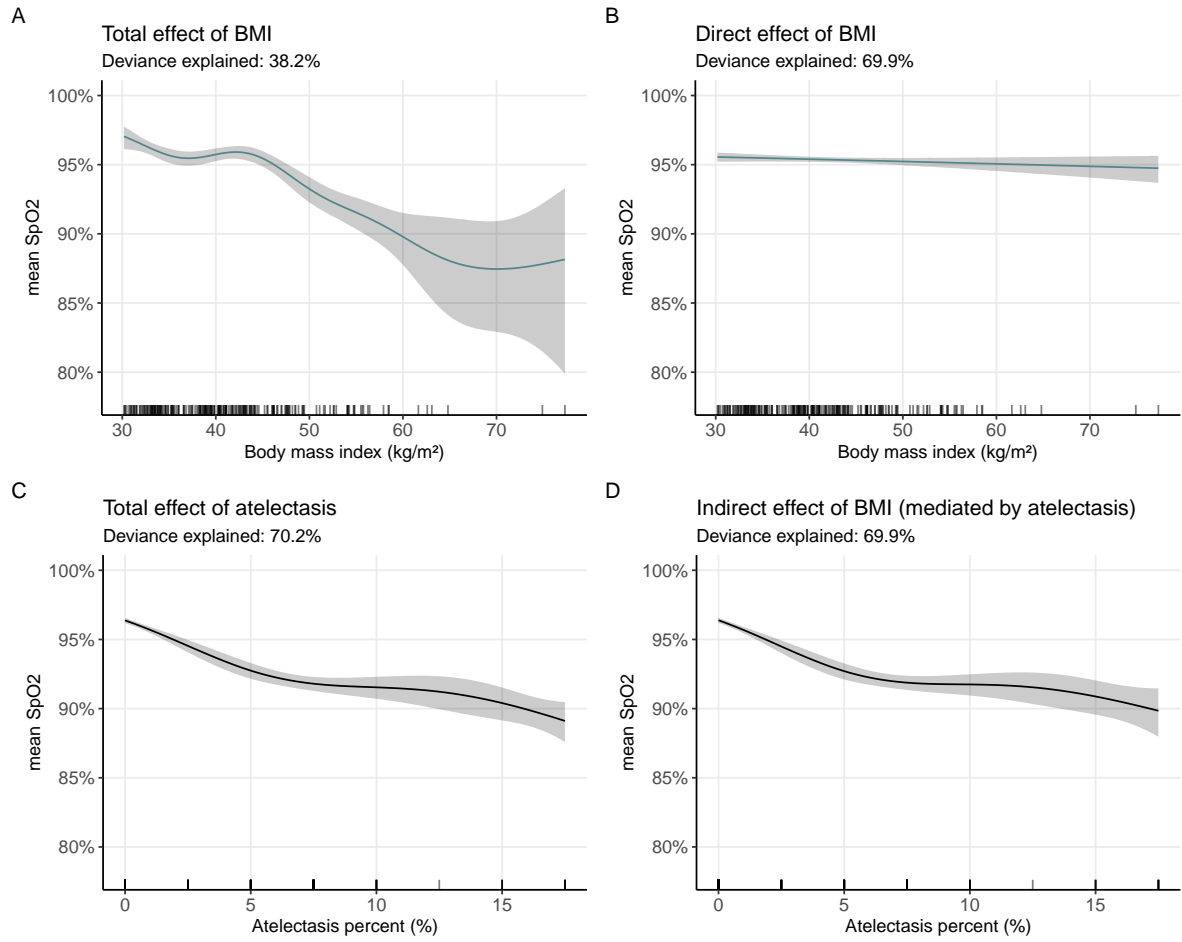 A
Total effect of BMI
Deviance explained: 38.2%
100%
95%
90%
85%
80%
mean SpO2
30 40 50 60 70
Body mass index (kg/m²)
B
Direct effect of BMI
Deviance explained: 69.9%
100%
95%
90%
85%
80%
mean SpO2
30 40 50 60 70
Body mass index (kg/m²)
C
Total effect of atelectasis
Deviance explained: 70.2%
100%
95%
90%
85%
80%
mean SpO2
0 5 10 15
Atelectasis percent (%)
D
Indirect effect of BMI (mediated by atelectasis)
Deviance explained: 69.9%
100%
95%
90%
85%
80%
mean SpO2
0 5 10 15
Atelectasis percent (%)